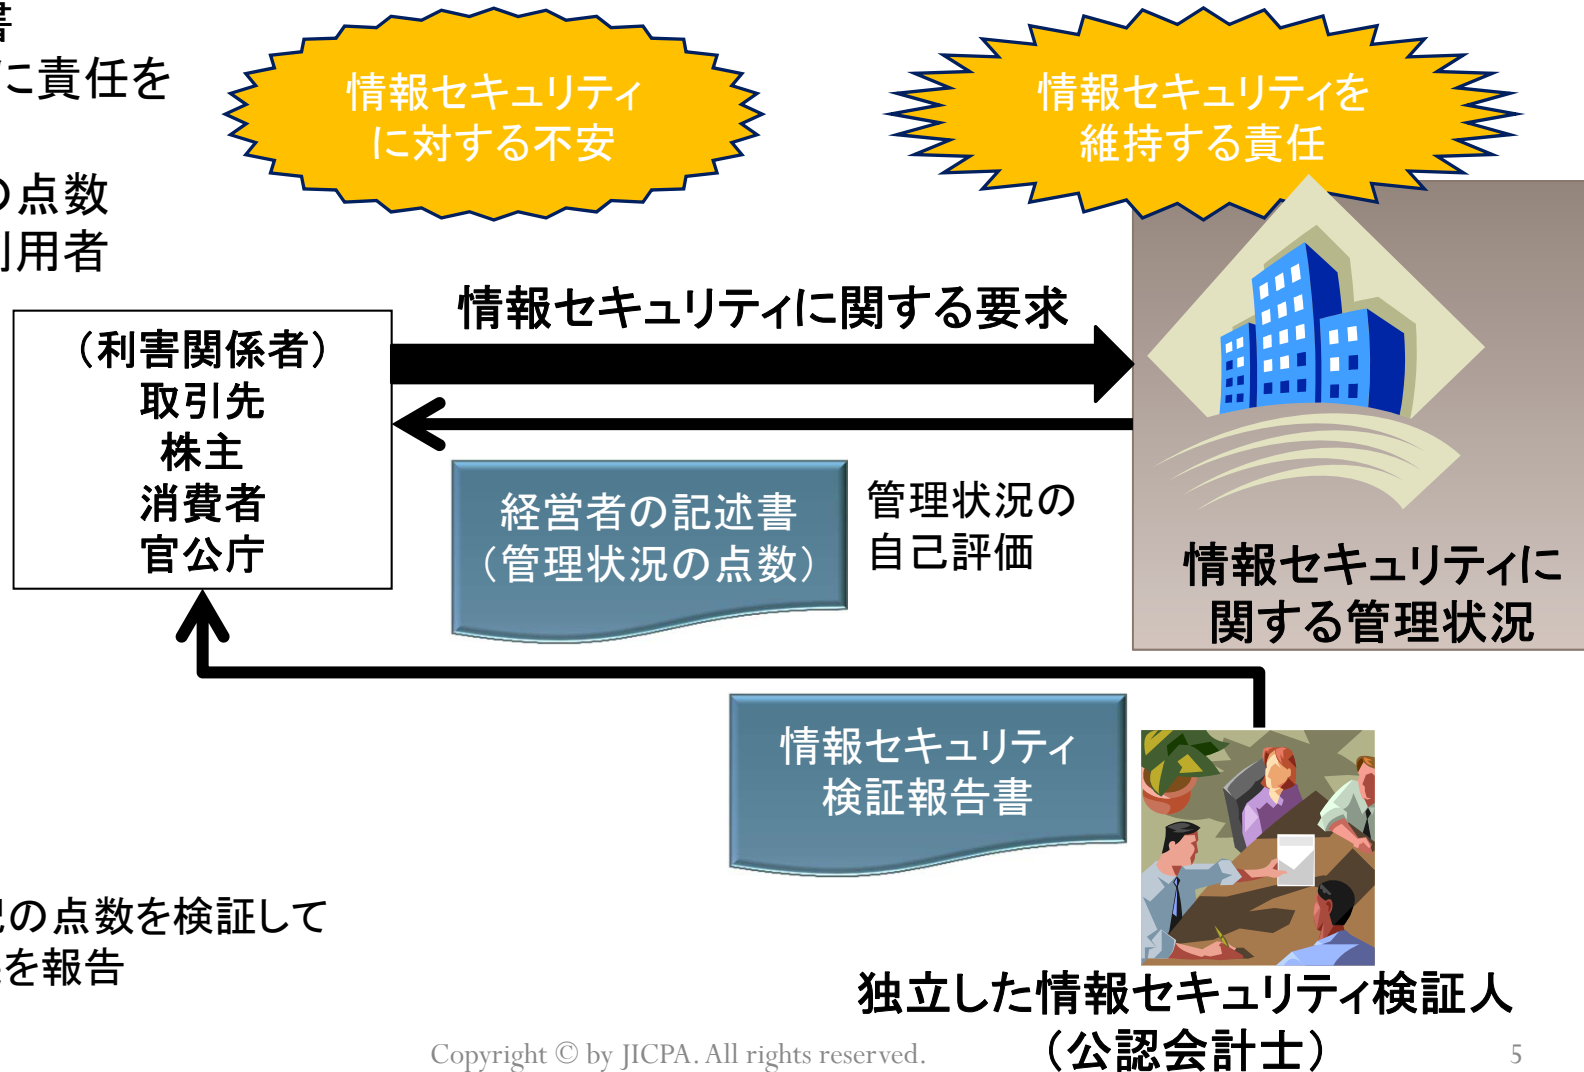 に責任を
の点数
利用者
情報セキュリティ
に対する不安
情報セキュリティを
維持する責任
情報セキュリティに関する要求
（利害関係者）
取引先
株主
消費者
官公庁
経営者の記述書
（管理状況の点数）
管理状況の
自己評価
情報セキュリティに
関する管理状況
情報セキュリティ
検証報告書
の点数を検証して
を報告
独立した情報セキュリティ検証人
（公認会計士）
Copyright © by JICPA. All rights reserved.
5